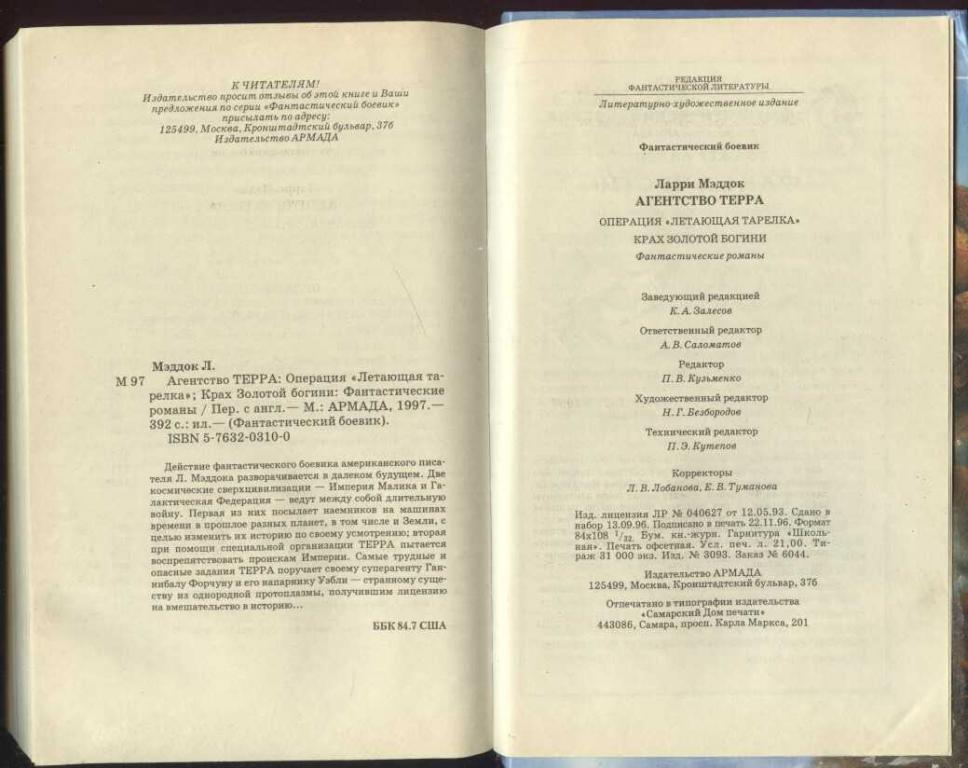 К ЧИТАТЕЛЯМ!
Издательство просит отзывы об этой книге и Ваши
предложения по серии «Фантастический боевик»
присылать по адресу:
125499, Москва, Кронштадтский бульвар, 37б
Издательство АРМАДА
Мэддок Л.
М 97 Агентство ТЕРРА: Операция «Летающая та-
релка»; Крах Золотой богини: Фантастические
романы / Пер. с англ.— М.: АРМАДА, 1997.—
392 с.: ил.— (Фантастический боевик).
ISBN 5-7632-0310-0
Действие фантастического боевика американского писа-
теля Л. Мэддока разворачивается в далеком будущем. Две
космические сверхцивилизации — Империя Малика и Га-
лактическая Федерация — ведут между собой длительную
войну. Первая из них посылает наемников на машинах
времени в прошлое разных планет, в том числе и Земли, с
целью изменить их историю по своему усмотрению; вторая
при помощи специальной организации ТЕРРА пытается
воспрепятствовать проискам Империи. Самые трудные и
опасные задания ТЕРРА поручает своему суперагенту Ган-
нибалу Форчуну и его напарнику Уэбли — странному суще-
ству из однородной протоплазмы, получившим лицензию
на вмешательство в историю...
ББК 84.7 США
РЕДАКЦИЯ
ФАНТАСТИЧЕСКОЙ ЛИТЕРАТУРЫ
Литературно-художественное издание
Фантастический боевик
Ларри Мэддок
АГЕНТСТВО ТЕРРА
ОПЕРАЦИЯ «ЛЕТАЮЩАЯ ТАРЕЛКА»
КРАХ ЗОЛОТОЙ БОГИНИ
Фантастические романы
Заведующий редакцией
К. А. Залесов
Ответственный редактор
А. В. Саломатов
Редактор
П. В. Кузьменко
Художественный редактор
Н. Г. Безбородов
Технический редактор
П. Э. Кутепов
Корректоры
Л. В. Лобанова, Е. В. Туманова
Изд. лицензия ЛР № 040627 от 12.05.93. Сдано в
набор 13.09.96. Подписано в печать 22.11.96. Формат
84х108 1/32. Бум. кн.-журн. Гарнитура «Школь-
ная». Печать офсетная. Усл. печ. л. 21,00. Ти-
раж 31 000 экз. Изд. № 3093. Заказ № 6044.
Издательство АРМАДА
125499, Москва, Кронштадтский бульвар, 37б
Отпечатано в типографии издательства
«Самарский Дом печати»
443086, Самара, просп. Карла Маркса, 201